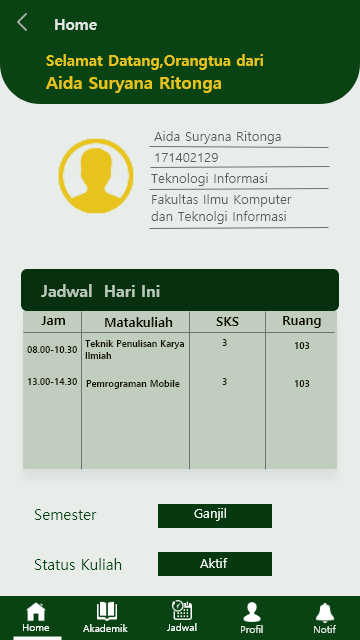 Home
Selamat Datang,Orangtua dari
Aida Suryana Ritonga
Aida Suryana Ritonga
171402129
Teknologi Informasi
Fakultas Ilmu Komputer
dan Teknolgi Informasi
Jadwal Hari Ini
Jam Matakuliah SKS Ruang
08.00-10.30 Teknik Penulisan Karya 3 103
Ilmiah
13.00-14.30 Pemrograman Mobile 3 103
Semester Ganjil
Status Kuliah Aktif
Home Akademik Jadwal Profil Notif